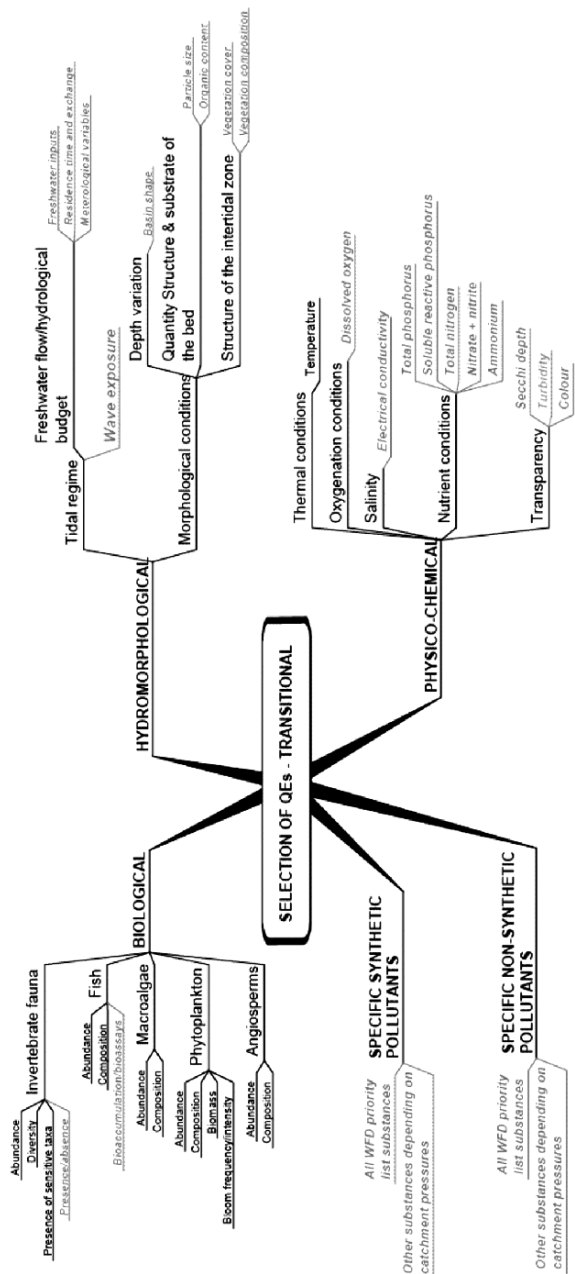 SELECTION OF QEs - TRANSITIONAL
BIOLOGICAL
Invertebrate fauna
Abundance
Diversity
Presence of sensitive taxa
Presence/absence
Fish
Abundance
Composition
Bioaccumulation/bioassays
Macroalgae
Abundance
Composition
Phytoplankton
Abundance
Composition
Biomass
Bloom frequency/intensity
Angiosperms
Abundance
Composition
SPECIFIC SYNTHETIC
POLLUTANTS
All WFD priority
list substances
Other substances depending on
catchment pressures
SPECIFIC NON-SYNTHETIC
POLLUTANTS
All WFD priority
list substances
Other substances depending on
catchment pressures
HYDROMORPHOLOGICAL
Tidal regime
Freshwater flow/hydrological
budget
Freshwater inputs
Residence time and exchange
Meterological variables
Wave exposure
Morphological conditions
Depth variation
Basin shape
Quantity Structure & substrate of
the bed
Particle size
Organic content
Structure of the intertidal zone
Vegetation cover
Vegetation composition
PHYSICO-CHEMICAL
Thermal conditions
Temperature
Oxygenation conditions
Dissolved oxygen
Salinity
Electrical conductivity
Nutrient conditions
Total phosphorus
Soluble reactive phosphorus
Total nitrogen
Nitrate + nitrite
Ammonium
Transparency
Secchi depth
Turbidity
Colour